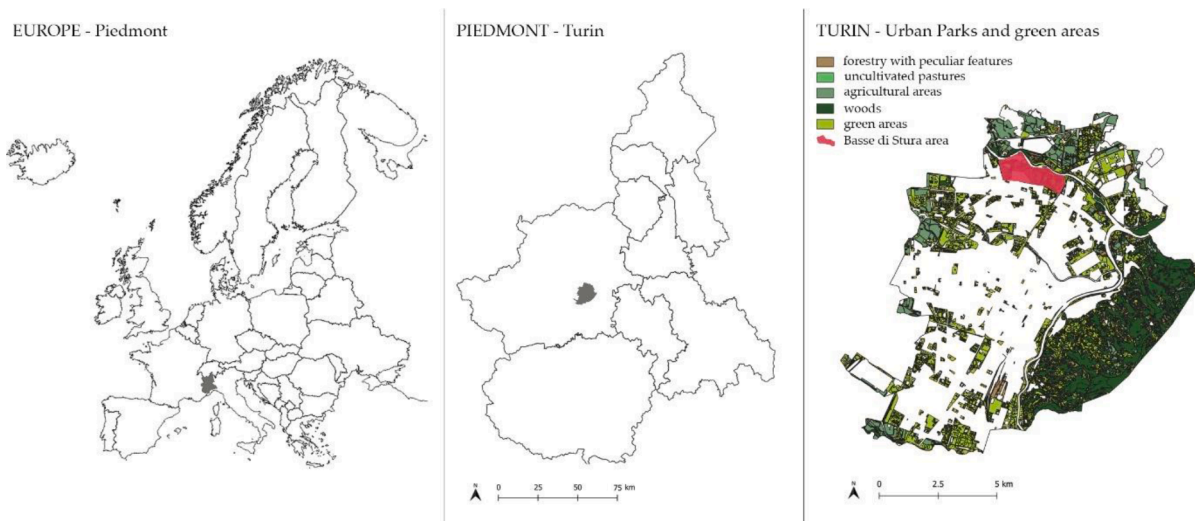 EUROPE - Piedmont
PIEDMONT - Turin
N
0 25 50 75 km
TURIN - Urban Parks and green areas
forestry with peculiar features
uncultivated pastures
agricultural areas
woods
green areas
Basse di Stura area
N
0 2.5 5 km